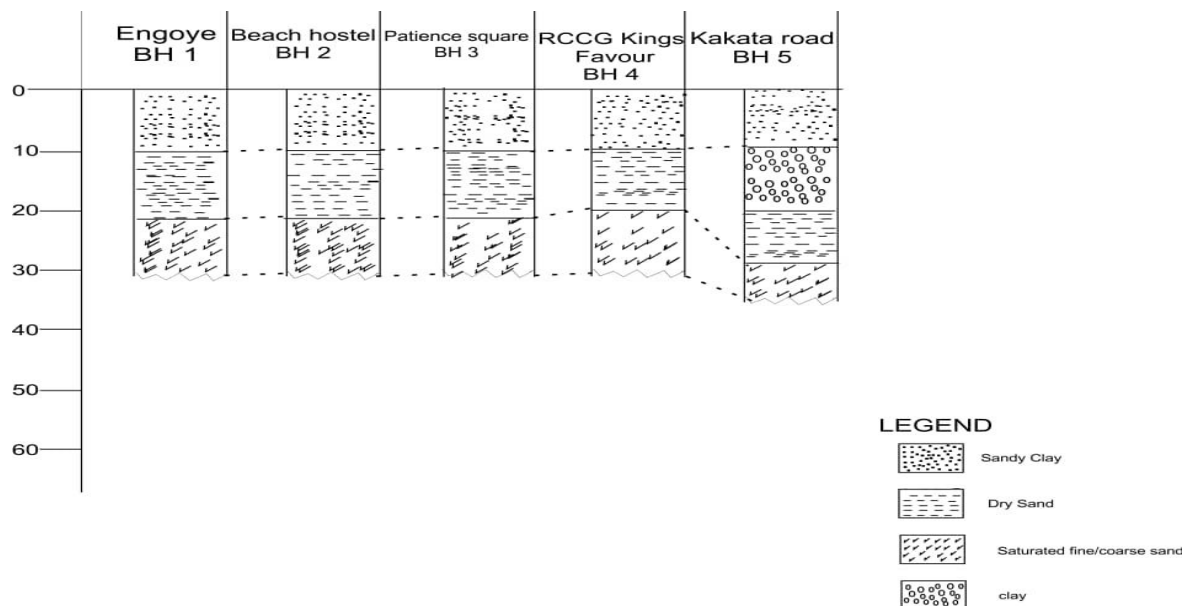 Engoye
BH 1
Beach hostel
BH 2
Patience square
BH 3
RCCG Kings
Favour
BH 4
Kakata road
BH 5
0
10
20
30
40
50
60
LEGEND
Sandy Clay
Dry Sand
Saturated fine/coarse sand
clay